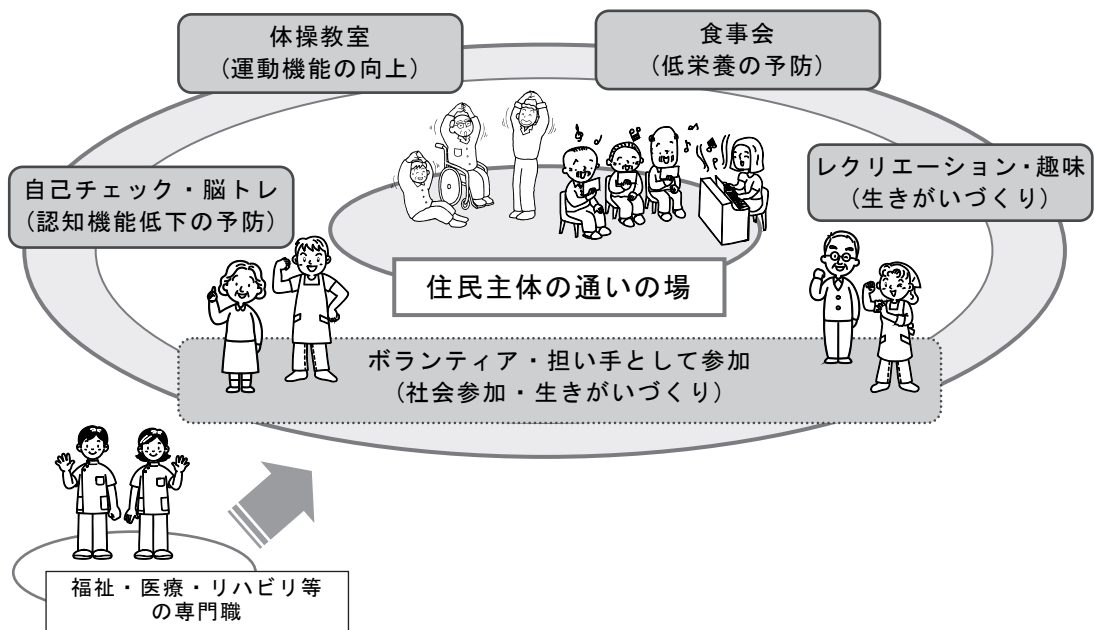 体操教室
（運動機能の向上）
食事会
（低栄養の予防）
自己チェック・脳トレ
（認知機能低下の予防）
レクリエーション・趣味
（生きがいづくり）
住民主体の通いの場
ボランティア・担い手として参加
（社会参加・生きがいづくり）
福祉・医療・リハビリ等
の専門職